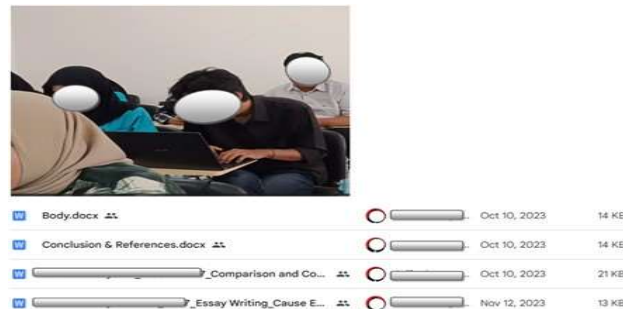 W Body.docx Oct 10, 2023 14 KB
W Conclusion & References.docx Oct 10, 2023 14 KB
W _Comparison and Co... Oct 10, 2023 21 KB
W _Essay Writing_Cause E... Nov 12, 2023 13 KB